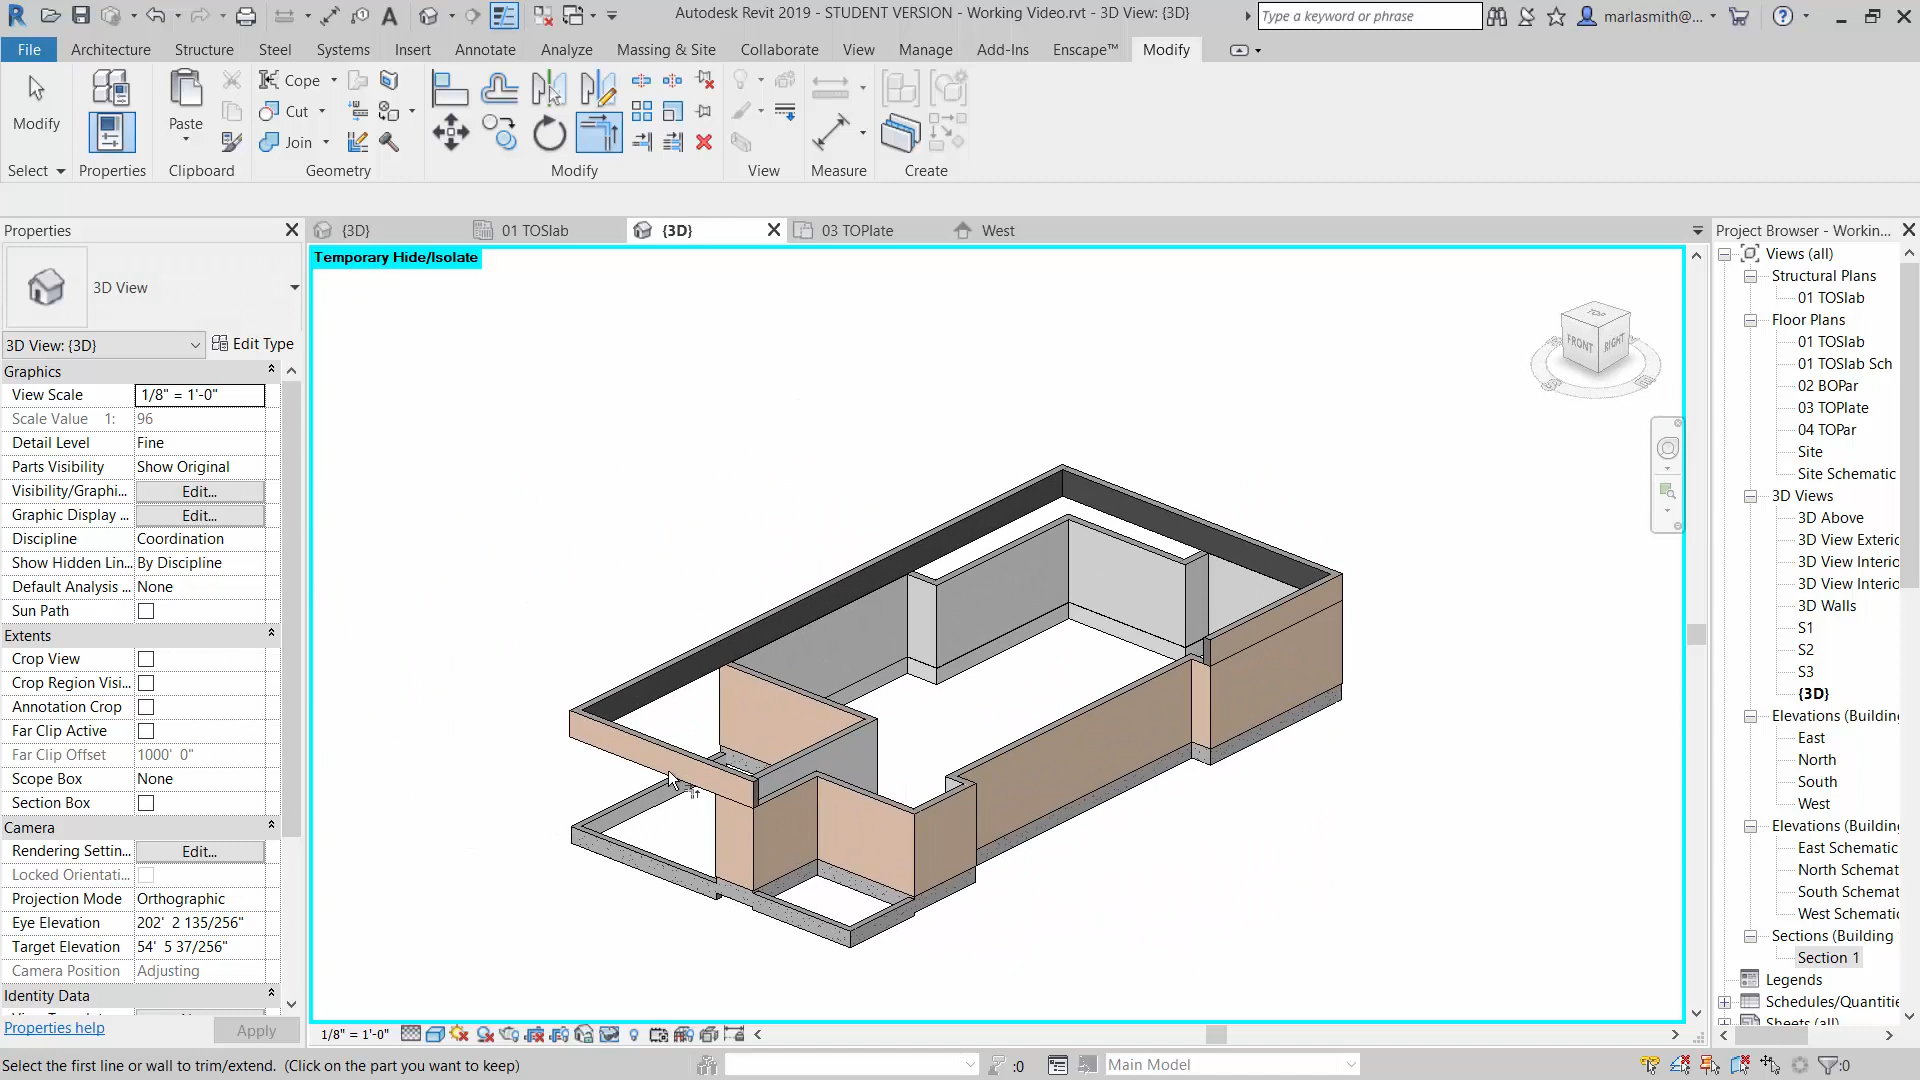 Autodesk Revit 2019 - STUDENT VERSION - Working Video.rvt - 3D View: {3D}
Type a keyword or phrase
marlasmith@...
File Architecture Structure Steel Systems Insert Annotate Analyze Massing & Site Collaborate View Manage Add-Ins Enscape™ Modify
Modify
Paste
Cope
Cut
Join
Select Properties Clipboard Geometry Modify View Measure Create
Properties
{3D}
01 TOSlab
{3D}
03 TOPlate
West
Project Browser - Workin...
3D View
3D View: {3D}
Edit Type
Graphics
View Scale 1/8" = 1'-0"
Scale Value 1: 96
Detail Level Fine
Parts Visibility Show Original
Visibility/Graphi... Edit...
Graphic Display ... Edit...
Discipline Coordination
Show Hidden Lin... By Discipline
Default Analysis ... None
Sun Path
Extents
Crop View
Crop Region Visi...
Annotation Crop
Far Clip Active
Far Clip Offset 1000' 0"
Scope Box None
Section Box
Camera
Rendering Settin... Edit...
Locked Orientati...
Projection Mode Orthographic
Eye Elevation 202' 2 135/256"
Target Elevation 54' 5 37/256"
Camera Position Adjusting
Identity Data
Properties help
Apply
Temporary Hide/Isolate
TOP
FRONT
RIGHT
S
E
Views (all)
Structural Plans
01 TOSlab
Floor Plans
01 TOSlab
01 TOSlab Sch
02 BOPar
03 TOPlate
04 TOPar
Site
Site Schematic
3D Views
3D Above
3D View Exteric
3D View Interic
3D View Interic
3D Walls
S1
S2
S3
{3D}
Elevations (Buildin
East
North
South
West
Elevations (Buildin
East Schematic
North Schemat
South Schemat
West Schematic
Sections (Building
Section 1
Legends
Schedules/Quantitie
Sheets (all)
1/8" = 1'-0"
Select the first line or wall to trim/extend. (Click on the part you want to keep)
:0
Main Model
:0